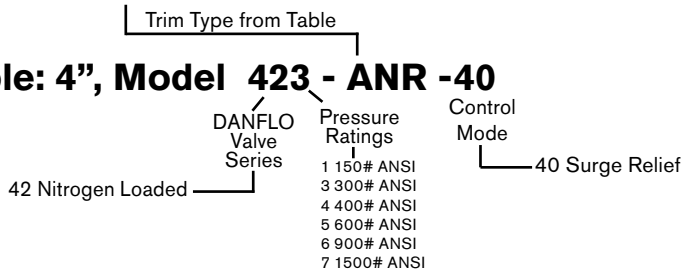 Trim Type from Table
ple: 4”, Model 423 - ANR -40
DANFLO
Valve
Series
Pressure
Ratings
Control
Mode
42 Nitrogen Loaded
40 Surge Relief
1 150# ANSI
3 300# ANSI
4 400# ANSI
5 600# ANSI
6 900# ANSI
7 1500# ANSI